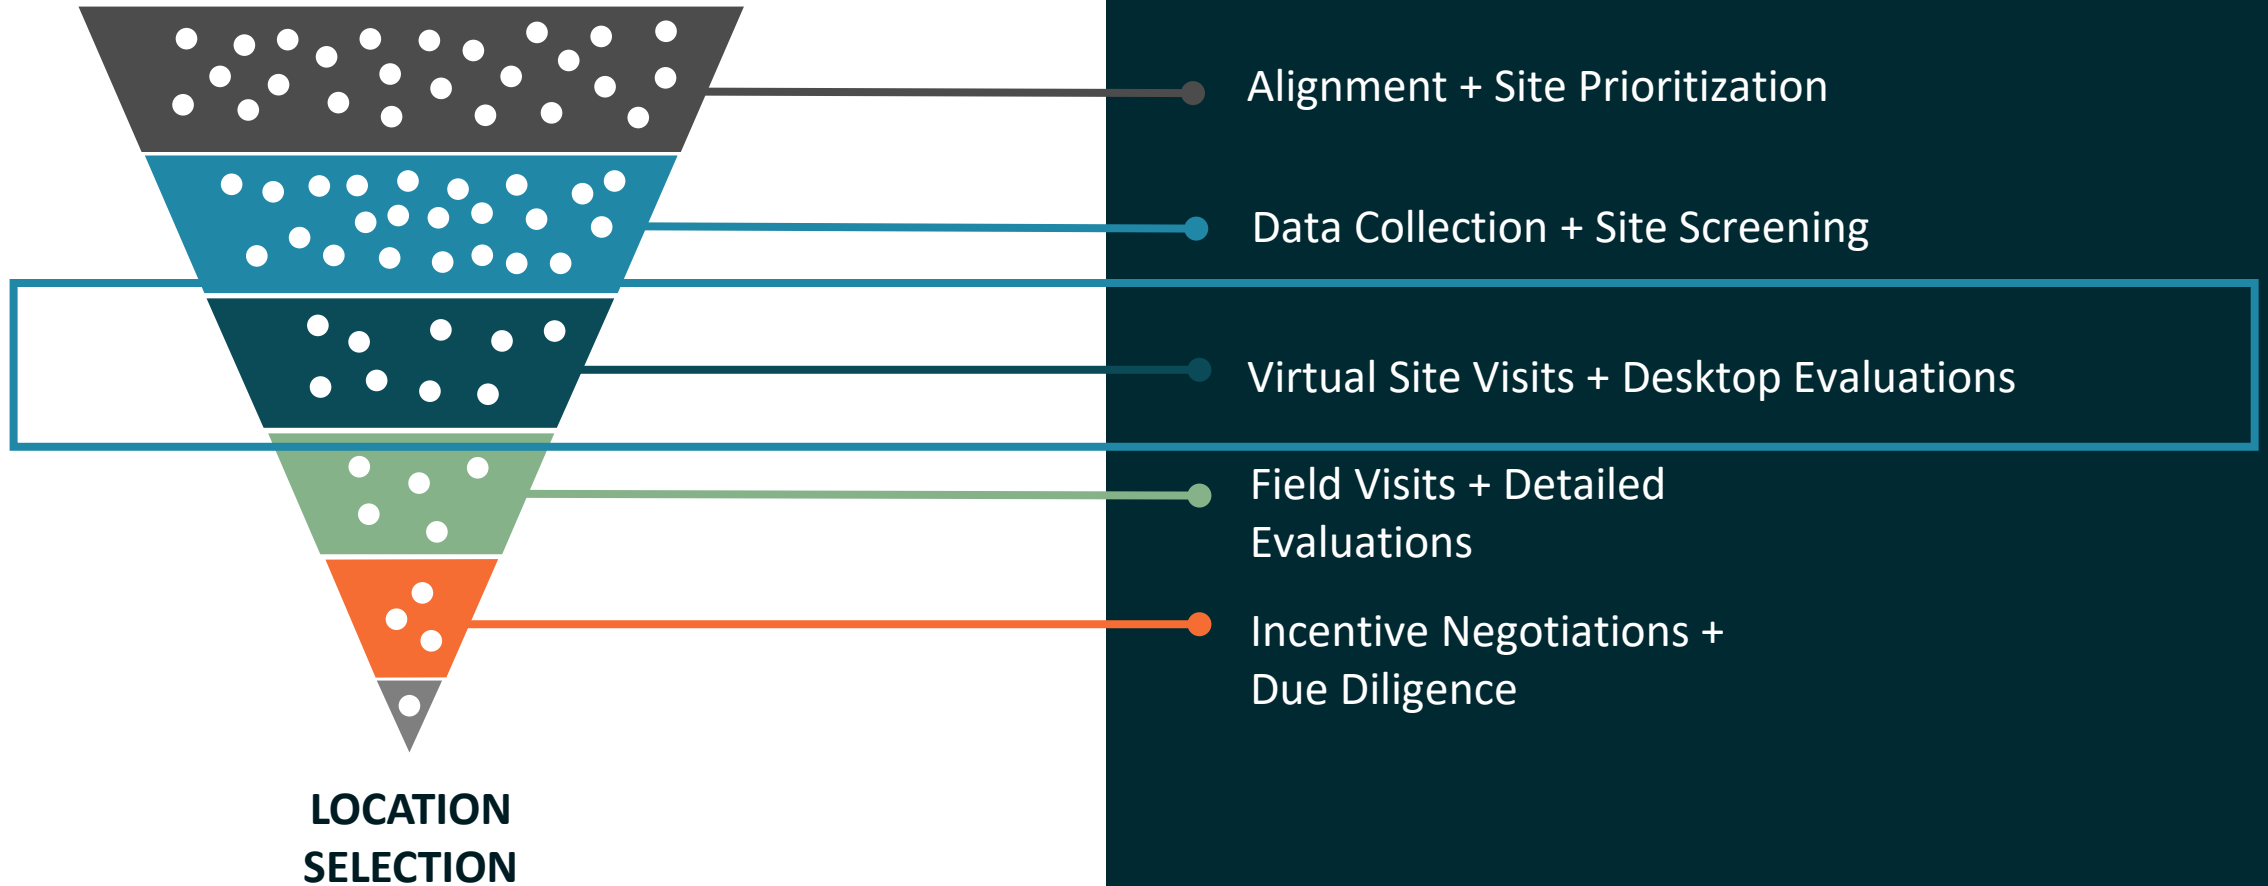 Alignment + Site Prioritization
Data Collection + Site Screening
Virtual Site Visits + Desktop Evaluations
Field Visits + Detailed
Evaluations
Incentive Negotiations +
Due Diligence
LOCATION
SELECTION